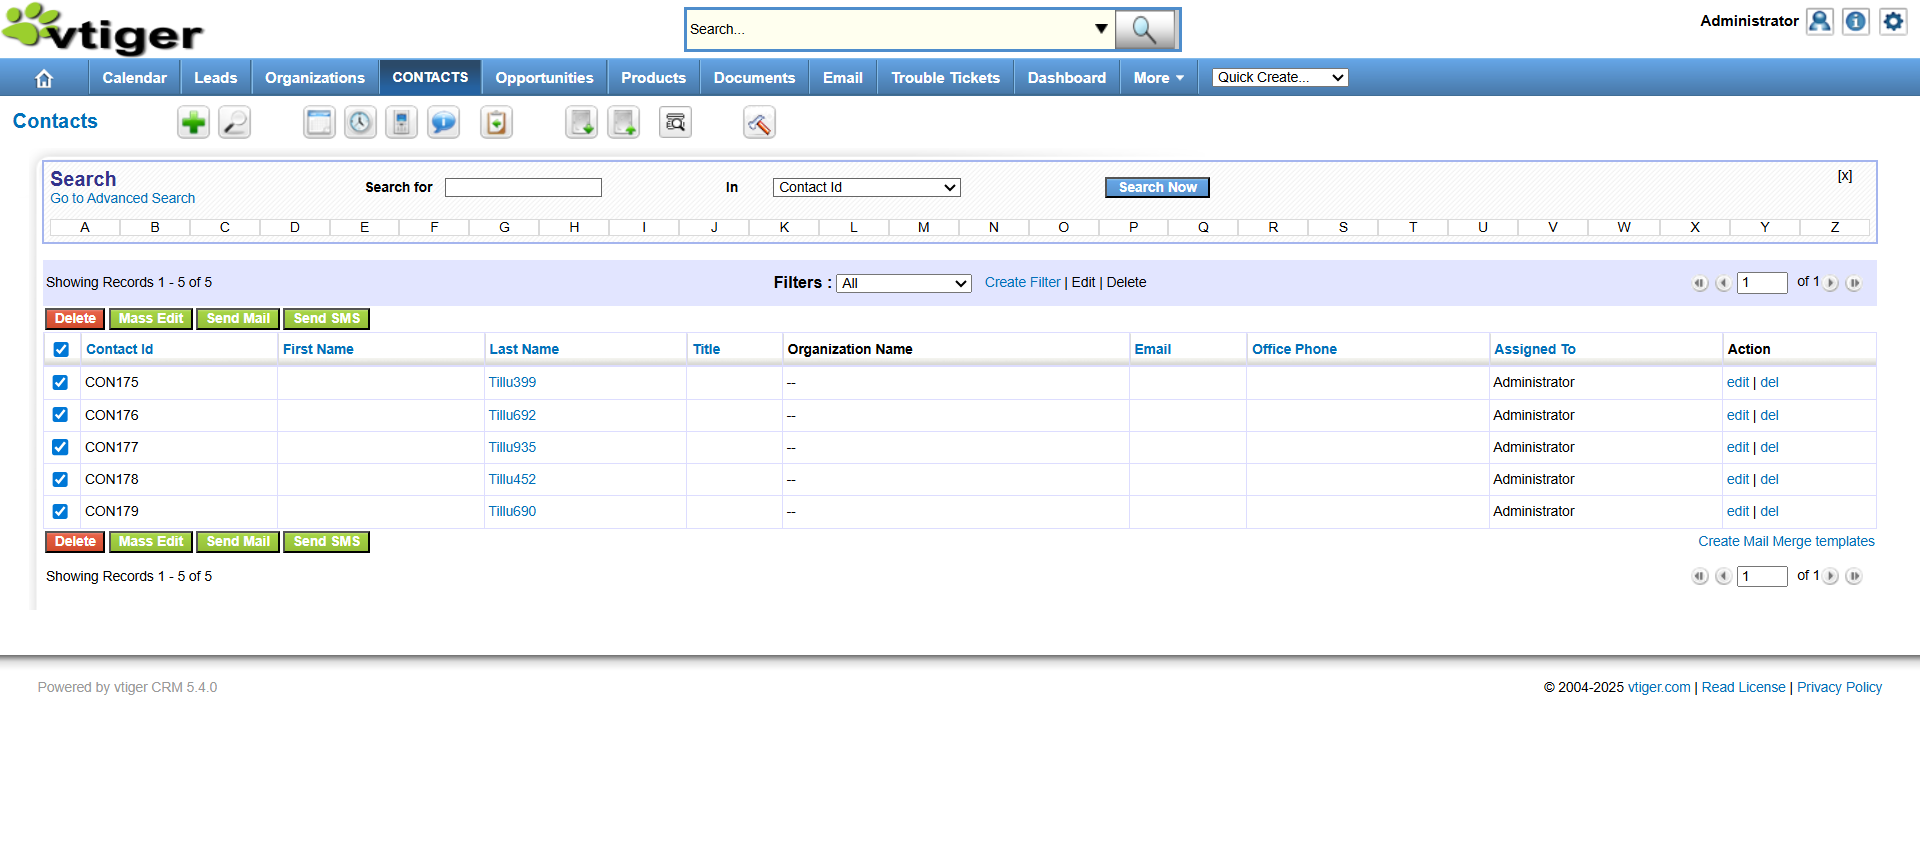 vtiger
Search...
Administrator
Calendar Leads Organizations CONTACTS Opportunities Products Documents Email Trouble Tickets Dashboard More Quick Create...
Contacts
Search
Go to Advanced Search
Search for In Contact Id Search Now [x]
A B C D E F G H I J K L M N O P Q R S T U V W X Y Z
Showing Records 1 - 5 of 5 Filters : All Create Filter | Edit | Delete 1 of 1
Delete Mass Edit Send Mail Send SMS
Contact Id First Name Last Name Title Organization Name Email Office Phone Assigned To Action
CON175 Tillu399 -- Administrator edit | del
CON176 Tillu692 -- Administrator edit | del
CON177 Tillu935 -- Administrator edit | del
CON178 Tillu452 -- Administrator edit | del
CON179 Tillu690 -- Administrator edit | del
Delete Mass Edit Send Mail Send SMS Create Mail Merge templates
Showing Records 1 - 5 of 5 1 of 1
Powered by vtiger CRM 5.4.0 © 2004-2025 vtiger.com | Read License | Privacy Policy